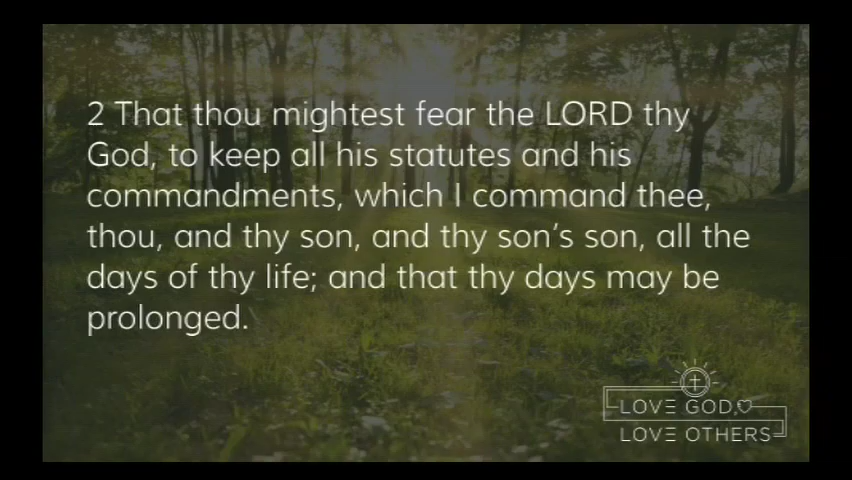 2 That thou mightest fear the LORD thy
God, to keep all his statutes and his
commandments, which I command thee,
thou, and thy son, and thy son's son, all the
days of thy life; and that thy days may be
prolonged.
LOVE GOD,
LOVE OTHERS